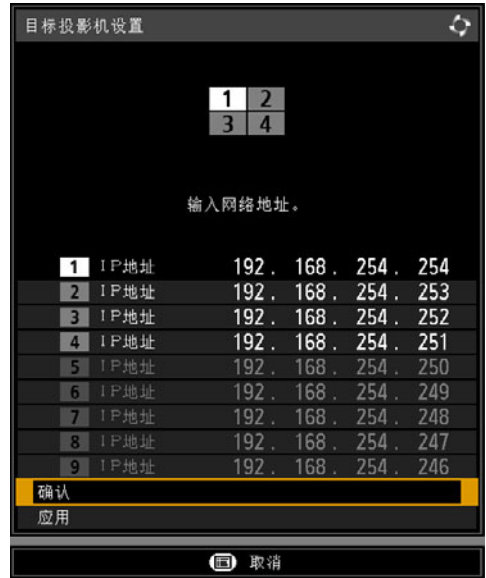 目标投影机设置
1 2
3 4
输入网络地址。
1 IP地址 192. 168. 254. 254
2 IP地址 192. 168. 254. 253
3 IP地址 192. 168. 254. 252
4 IP地址 192. 168. 254. 251
5 IP地址 192. 168. 254. 250
6 IP地址 192. 168. 254. 249
7 IP地址 192. 168. 254. 248
8 IP地址 192. 168. 254. 247
9 IP地址 192. 168. 254. 246
确认
应用
取消